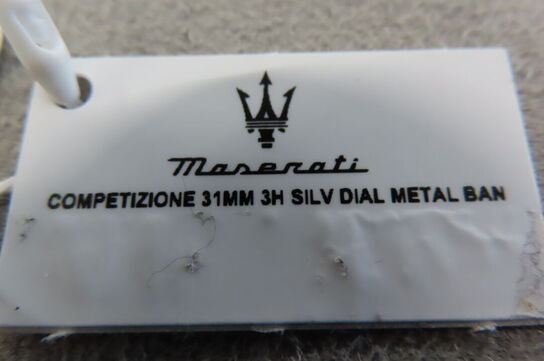 Maserati
COMPETIZIONE 31MM 3H SILV DIAL METAL BAN